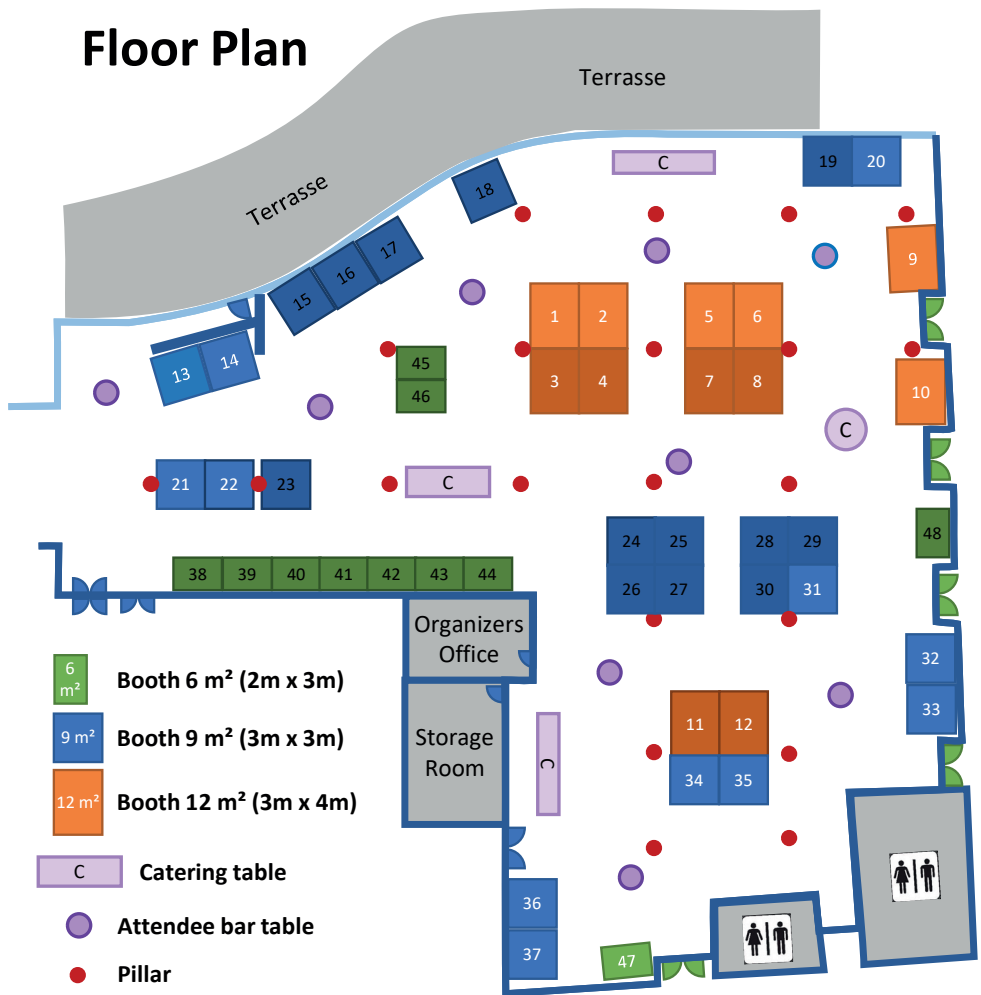 Floor Plan
Terrasse
Terrasse
C
19 20
18
17
16
15
9
1 2
5 6
14
13
45
46
3 4
7 8
10
C
21 22 23
C
24 25
28 29
48
26 27
30 31
38 39 40 41 42 43 44
Organizers
Office
32
33
6
m²
Booth 6 m² (2m x 3m)
9 m²
Booth 9 m² (3m x 3m)
12 m²
Booth 12 m² (3m x 4m)
Storage
Room
C
11 12
34 35
C
Catering table
Attendee bar table
Pillar
36
37
47